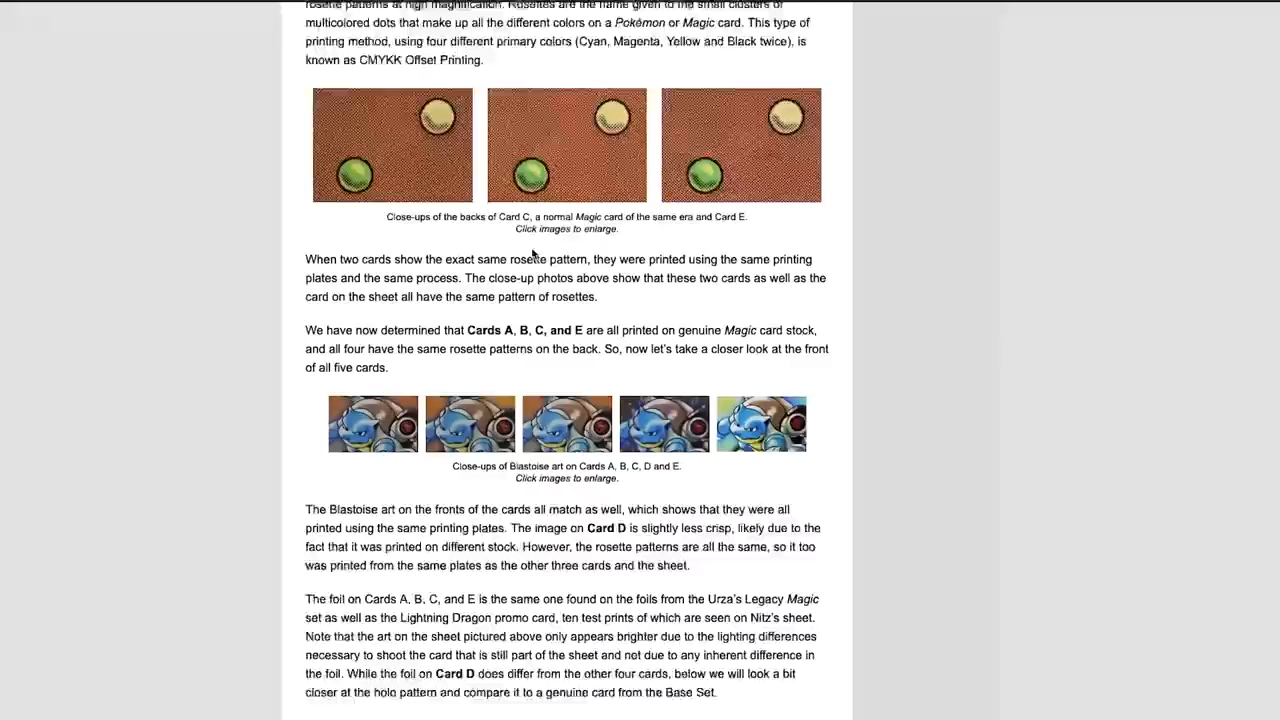 rosette patterns at high magnification. Rosettes are the name given to the small clusters of
multicolored dots that make up all the different colors on a Pokémon or Magic card. This type of
printing method, using four different primary colors (Cyan, Magenta, Yellow and Black twice), is
known as CMYKK Offset Printing.
Close-ups of the backs of Card C, a normal Magic card of the same era and Card E.
Click images to enlarge.
When two cards show the exact same rosette pattern, they were printed using the same printing
plates and the same process. The close-up photos above show that these two cards as well as the
card on the sheet all have the same pattern of rosettes.
We have now determined that Cards A, B, C, and E are all printed on genuine Magic card stock,
and all four have the same rosette patterns on the back. So, now let's take a closer look at the front
of all five cards.
Close-ups of Blastoise art on Cards A, B, C, D and E.
Click images to enlarge.
The Blastoise art on the fronts of the cards all match as well, which shows that they were all
printed using the same printing plates. The image on Card D is slightly less crisp, likely due to the
fact that it was printed on different stock. However, the rosette patterns are all the same, so it too
was printed from the same plates as the other three cards and the sheet.
The foil on Cards A, B, C, and E is the same one found on the foils from the Urza's Legacy Magic
set as well as the Lightning Dragon promo card, ten test prints of which are seen on Nitz's sheet.
Note that the art on the sheet pictured above only appears brighter due to the lighting differences
necessary to shoot the card that is still part of the sheet and not due to any inherent difference in
the foil. While the foil on Card D does differ from the other four cards, below we will look a bit
closer at the holo pattern and compare it to a genuine card from the Base Set.